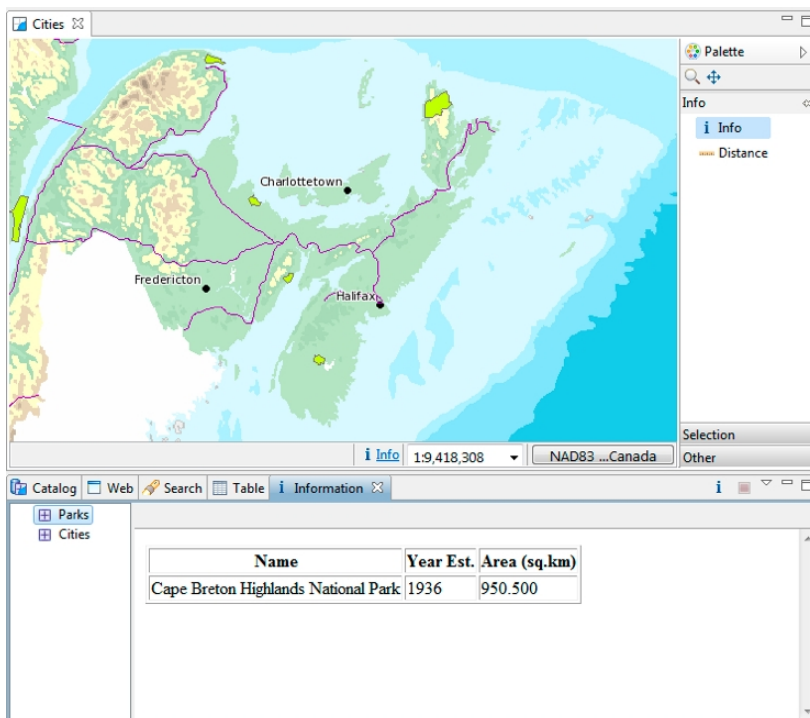 Cities
Palette
Info
Info
Distance
Charlottetown
Fredericton
Halifax
Selection
Info 1:9,418,308 NAD83 ...Canada Other
Catalog Web Search Table Information
Parks
Cities
Name Year Est. Area (sq.km)
Cape Breton Highlands National Park 1936 950.500